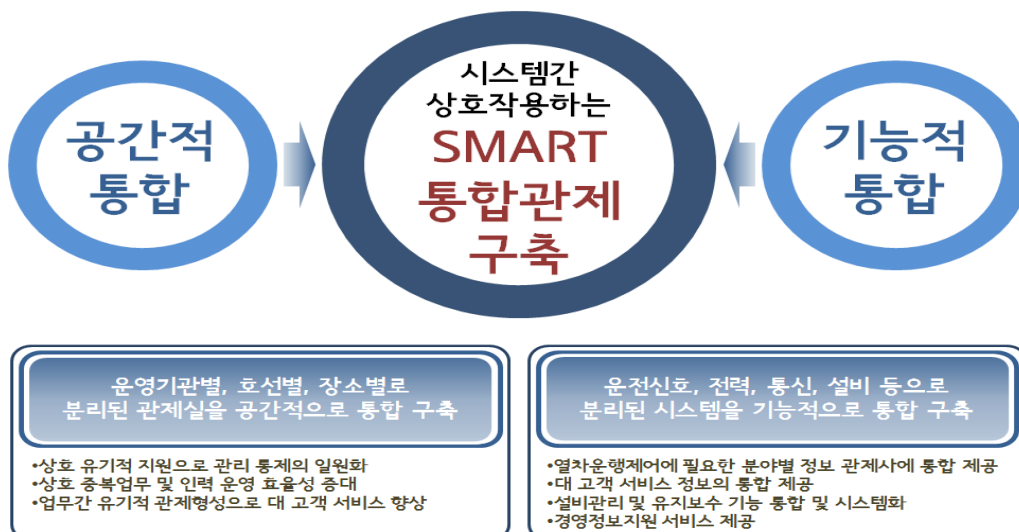 공간적
통합
시스템간
상호작용하는
SMART
통합관제
구축
기능적
통합
운영기관별, 호선별, 장소별로
분리된 관제실을 공간적으로 통합 구축
•상호 유기적 지원으로 관리 통제의 일원화
•상호 중복업무 및 인력 운영 효율성 증대
•업무간 유기적 관제형성으로 대 고객 서비스 향상
운전신호, 전력, 통신, 설비 등으로
분리된 시스템을 기능적으로 통합 구축
•열차운행제어에 필요한 분야별 정보 관제사에 통합 제공
•대 고객 서비스 정보의 통합 제공
•설비관리 및 유지보수 기능 통합 및 시스템화
•경영정보지원 서비스 제공